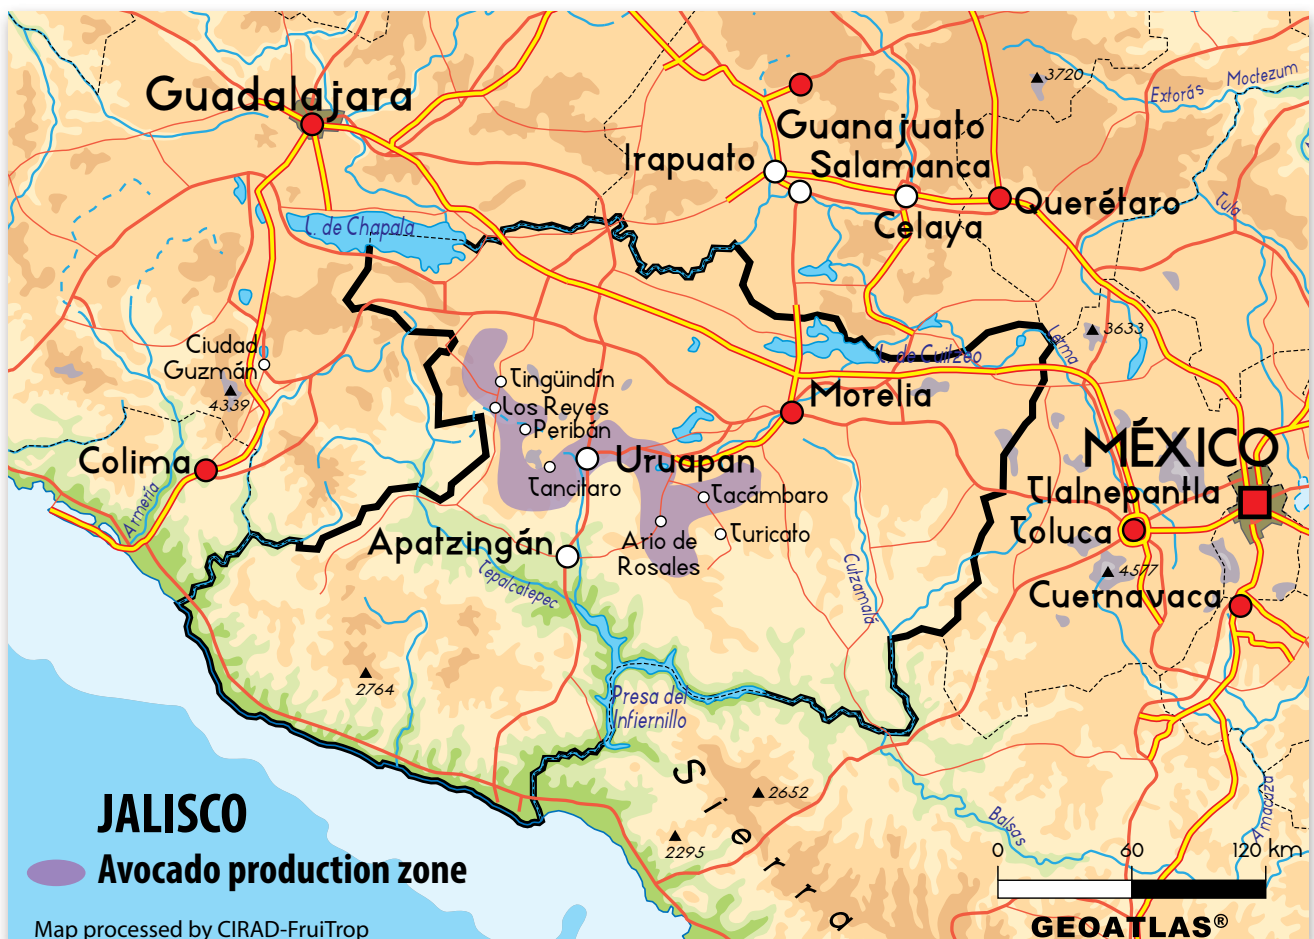 Guadalajara
3720
Extorás
Moctezum
Guanajuato
Irapuato
Salamanca
Querétaro
Tula
Celaya
L. de Chapala
Ciudad
Guzmán
4339
Tingüindín
Los Reyes
Peribán
L. de Cuitzeo
Lerma
3633
Morelia
Colima
Armería
Uruapan
Tancitaro
Tacámbaro
Ario de
Rosales
Turicato
MÉXICO
Tlalnepantla
Toluca
4577
Cuernavaca
Apatzingán
Tepalcatepec
Cutzamalá
2764
Presa del
Infiernillo
Sierra
2652
2295
Balsas
Amacuza
JALISCO
Avocado production zone
Map processed by CIRAD-FruiTrop
0 60 120 km
GEOATLAS®